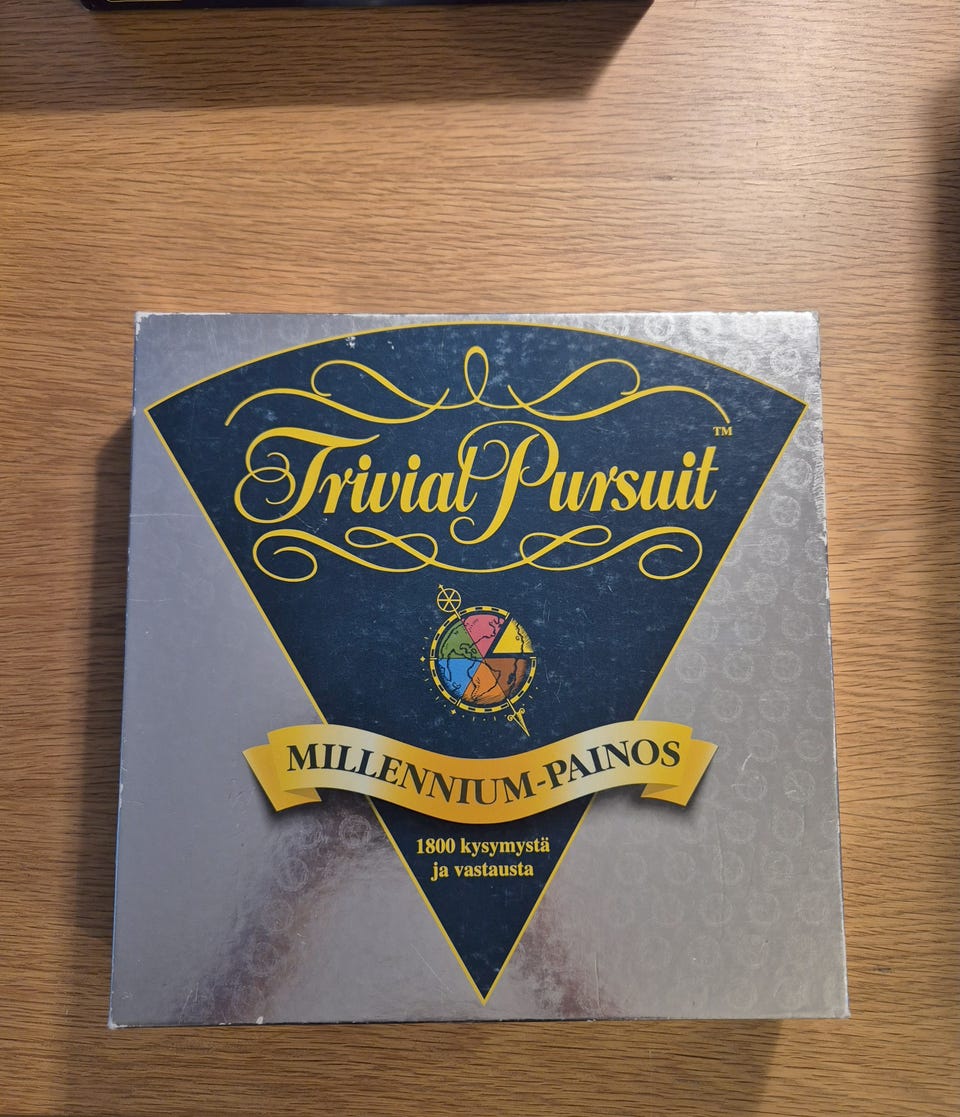 Trivial Pursuit™
MILLENNIUM-PAINOS
1800 kysymystä
ja vastausta